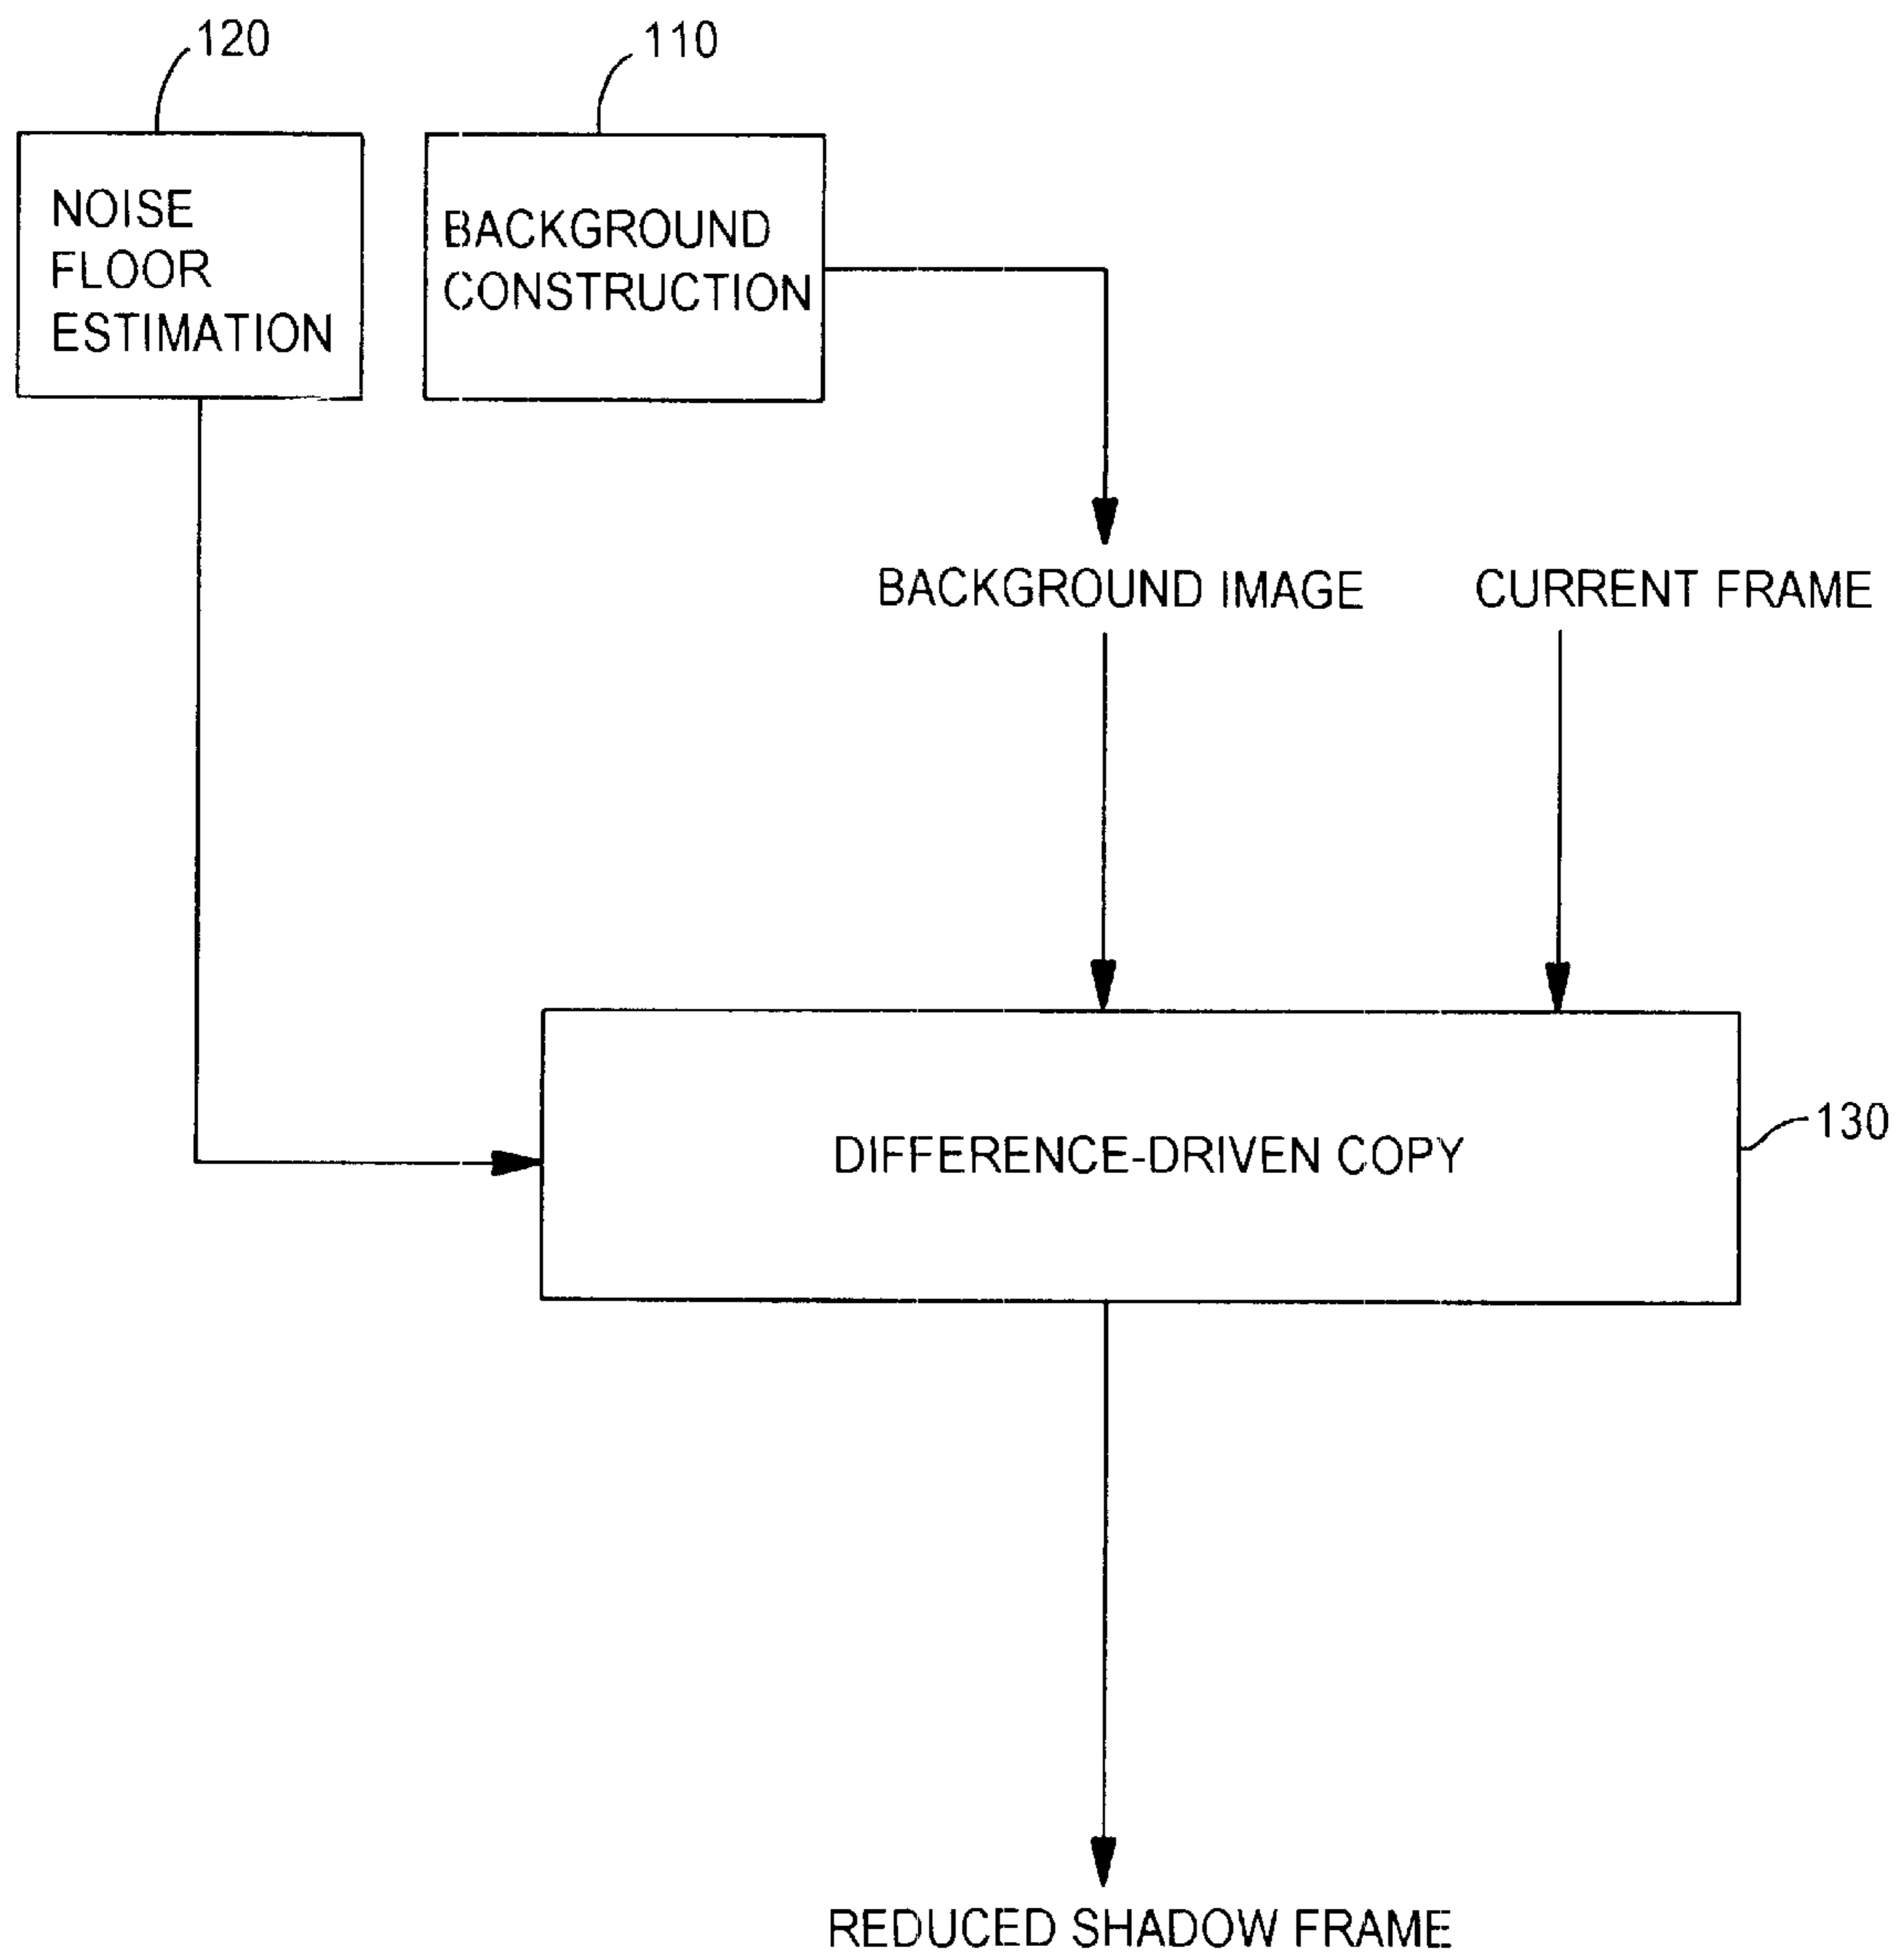 120
110
NOISE
FLOOR
ESTIMATION
BACKGROUND
CONSTRUCTION
BACKGROUND IMAGE
CURRENT FRAME
DIFFERENCE-DRIVEN COPY
130
REDUCED SHADOW FRAME